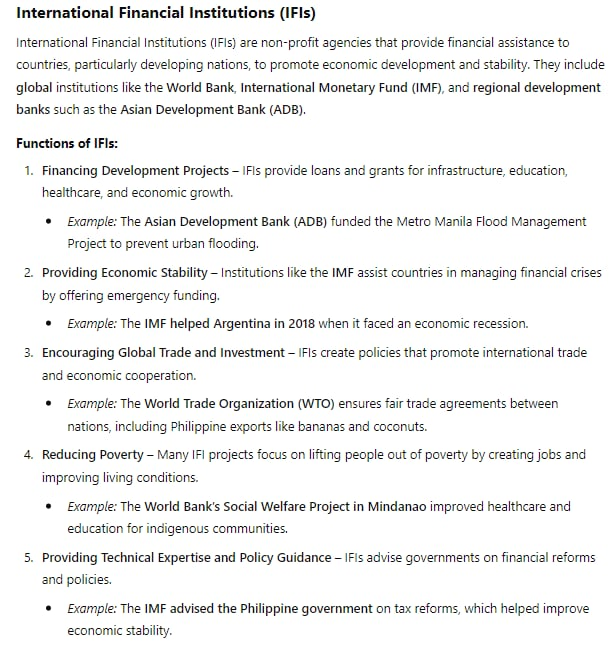 International Financial Institutions (IFIs)
International Financial Institutions (IFIs) are non-profit agencies that provide financial assistance to
countries, particularly developing nations, to promote economic development and stability. They include
global institutions like the World Bank, International Monetary Fund (IMF), and regional development
banks such as the Asian Development Bank (ADB).
Functions of IFIs:
1. Financing Development Projects – IFIs provide loans and grants for infrastructure, education,
healthcare, and economic growth.
• Example: The Asian Development Bank (ADB) funded the Metro Manila Flood Management
Project to prevent urban flooding.
2. Providing Economic Stability – Institutions like the IMF assist countries in managing financial crises
by offering emergency funding.
• Example: The IMF helped Argentina in 2018 when it faced an economic recession.
3. Encouraging Global Trade and Investment – IFIs create policies that promote international trade
and economic cooperation.
• Example: The World Trade Organization (WTO) ensures fair trade agreements between
nations, including Philippine exports like bananas and coconuts.
4. Reducing Poverty – Many IFI projects focus on lifting people out of poverty by creating jobs and
improving living conditions.
• Example: The World Bank's Social Welfare Project in Mindanao improved healthcare and
education for indigenous communities.
5. Providing Technical Expertise and Policy Guidance – IFIs advise governments on financial reforms
and policies.
• Example: The IMF advised the Philippine government on tax reforms, which helped improve
economic stability.